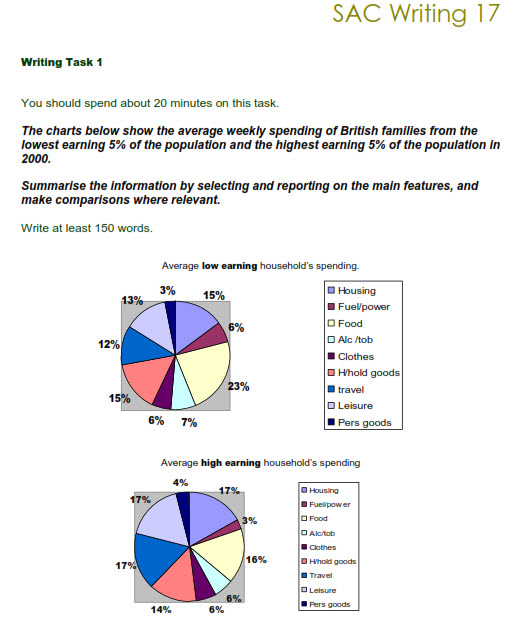 SAC Writing 17
Writing Task 1
You should spend about 20 minutes on this task.
The charts below show the average weekly spending of British families from the
lowest earning 5% of the population and the highest earning 5% of the population in
2000.
Summarise the information by selecting and reporting on the main features, and
make comparisons where relevant.
Write at least 150 words.
Average low earning household's spending.
3%
15%
13%
6%
12%
23%
15%
6%
7%
Housing
Fuel/power
Food
Alc /tob
Clothes
H/hold goods
travel
Leisure
Pers goods
Average high earning household's spending
4%
17%
17%
3%
16%
17%
6%
14%
6%
Housing
Fuel/power
Food
Alc/tob
Clothes
H/hold goods
Travel
Leisure
Pers goods